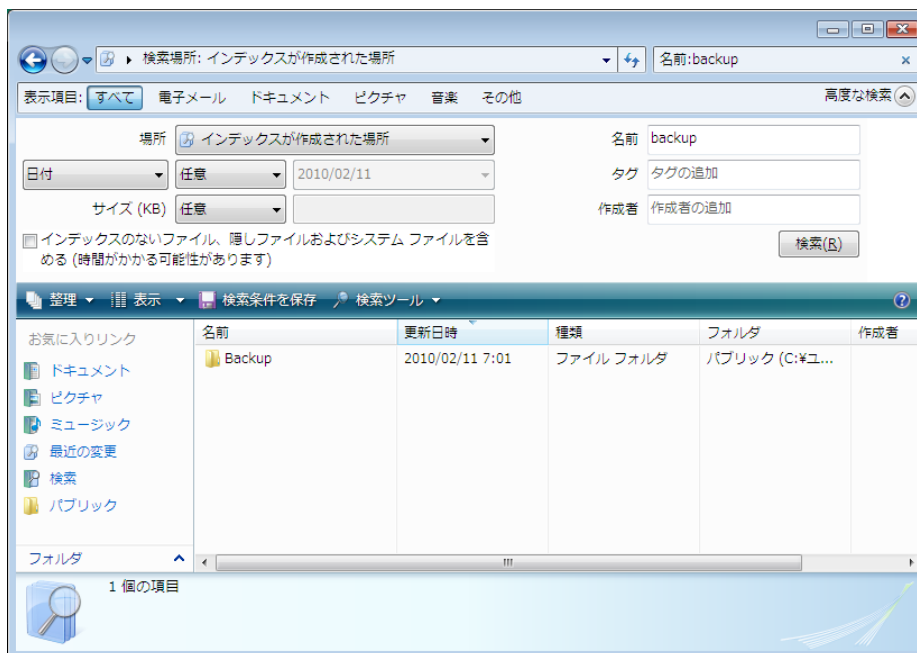 検索場所: インデックスが作成された場所
名前:backup
表示項目: すべて 電子メール ドキュメント ピクチャ 音楽 その他 高度な検索
場所 インデックスが作成された場所 名前 backup
日付 任意 2010/02/11 タグ タグの追加
サイズ (KB) 任意 作成者 作成者の追加
インデックスのないファイル、隠しファイルおよびシステム ファイルを含
める (時間がかかる可能性があります)
検索(R)
整理 表示 検索条件を保存 検索ツール
お気に入りリンク
ドキュメント
ピクチャ
ミュージック
最近の変更
検索
パブリック
フォルダ
名前 更新日時 種類 フォルダ 作成者
Backup 2010/02/11 7:01 ファイル フォルダ パブリック (C:¥ユ...
1 個の項目